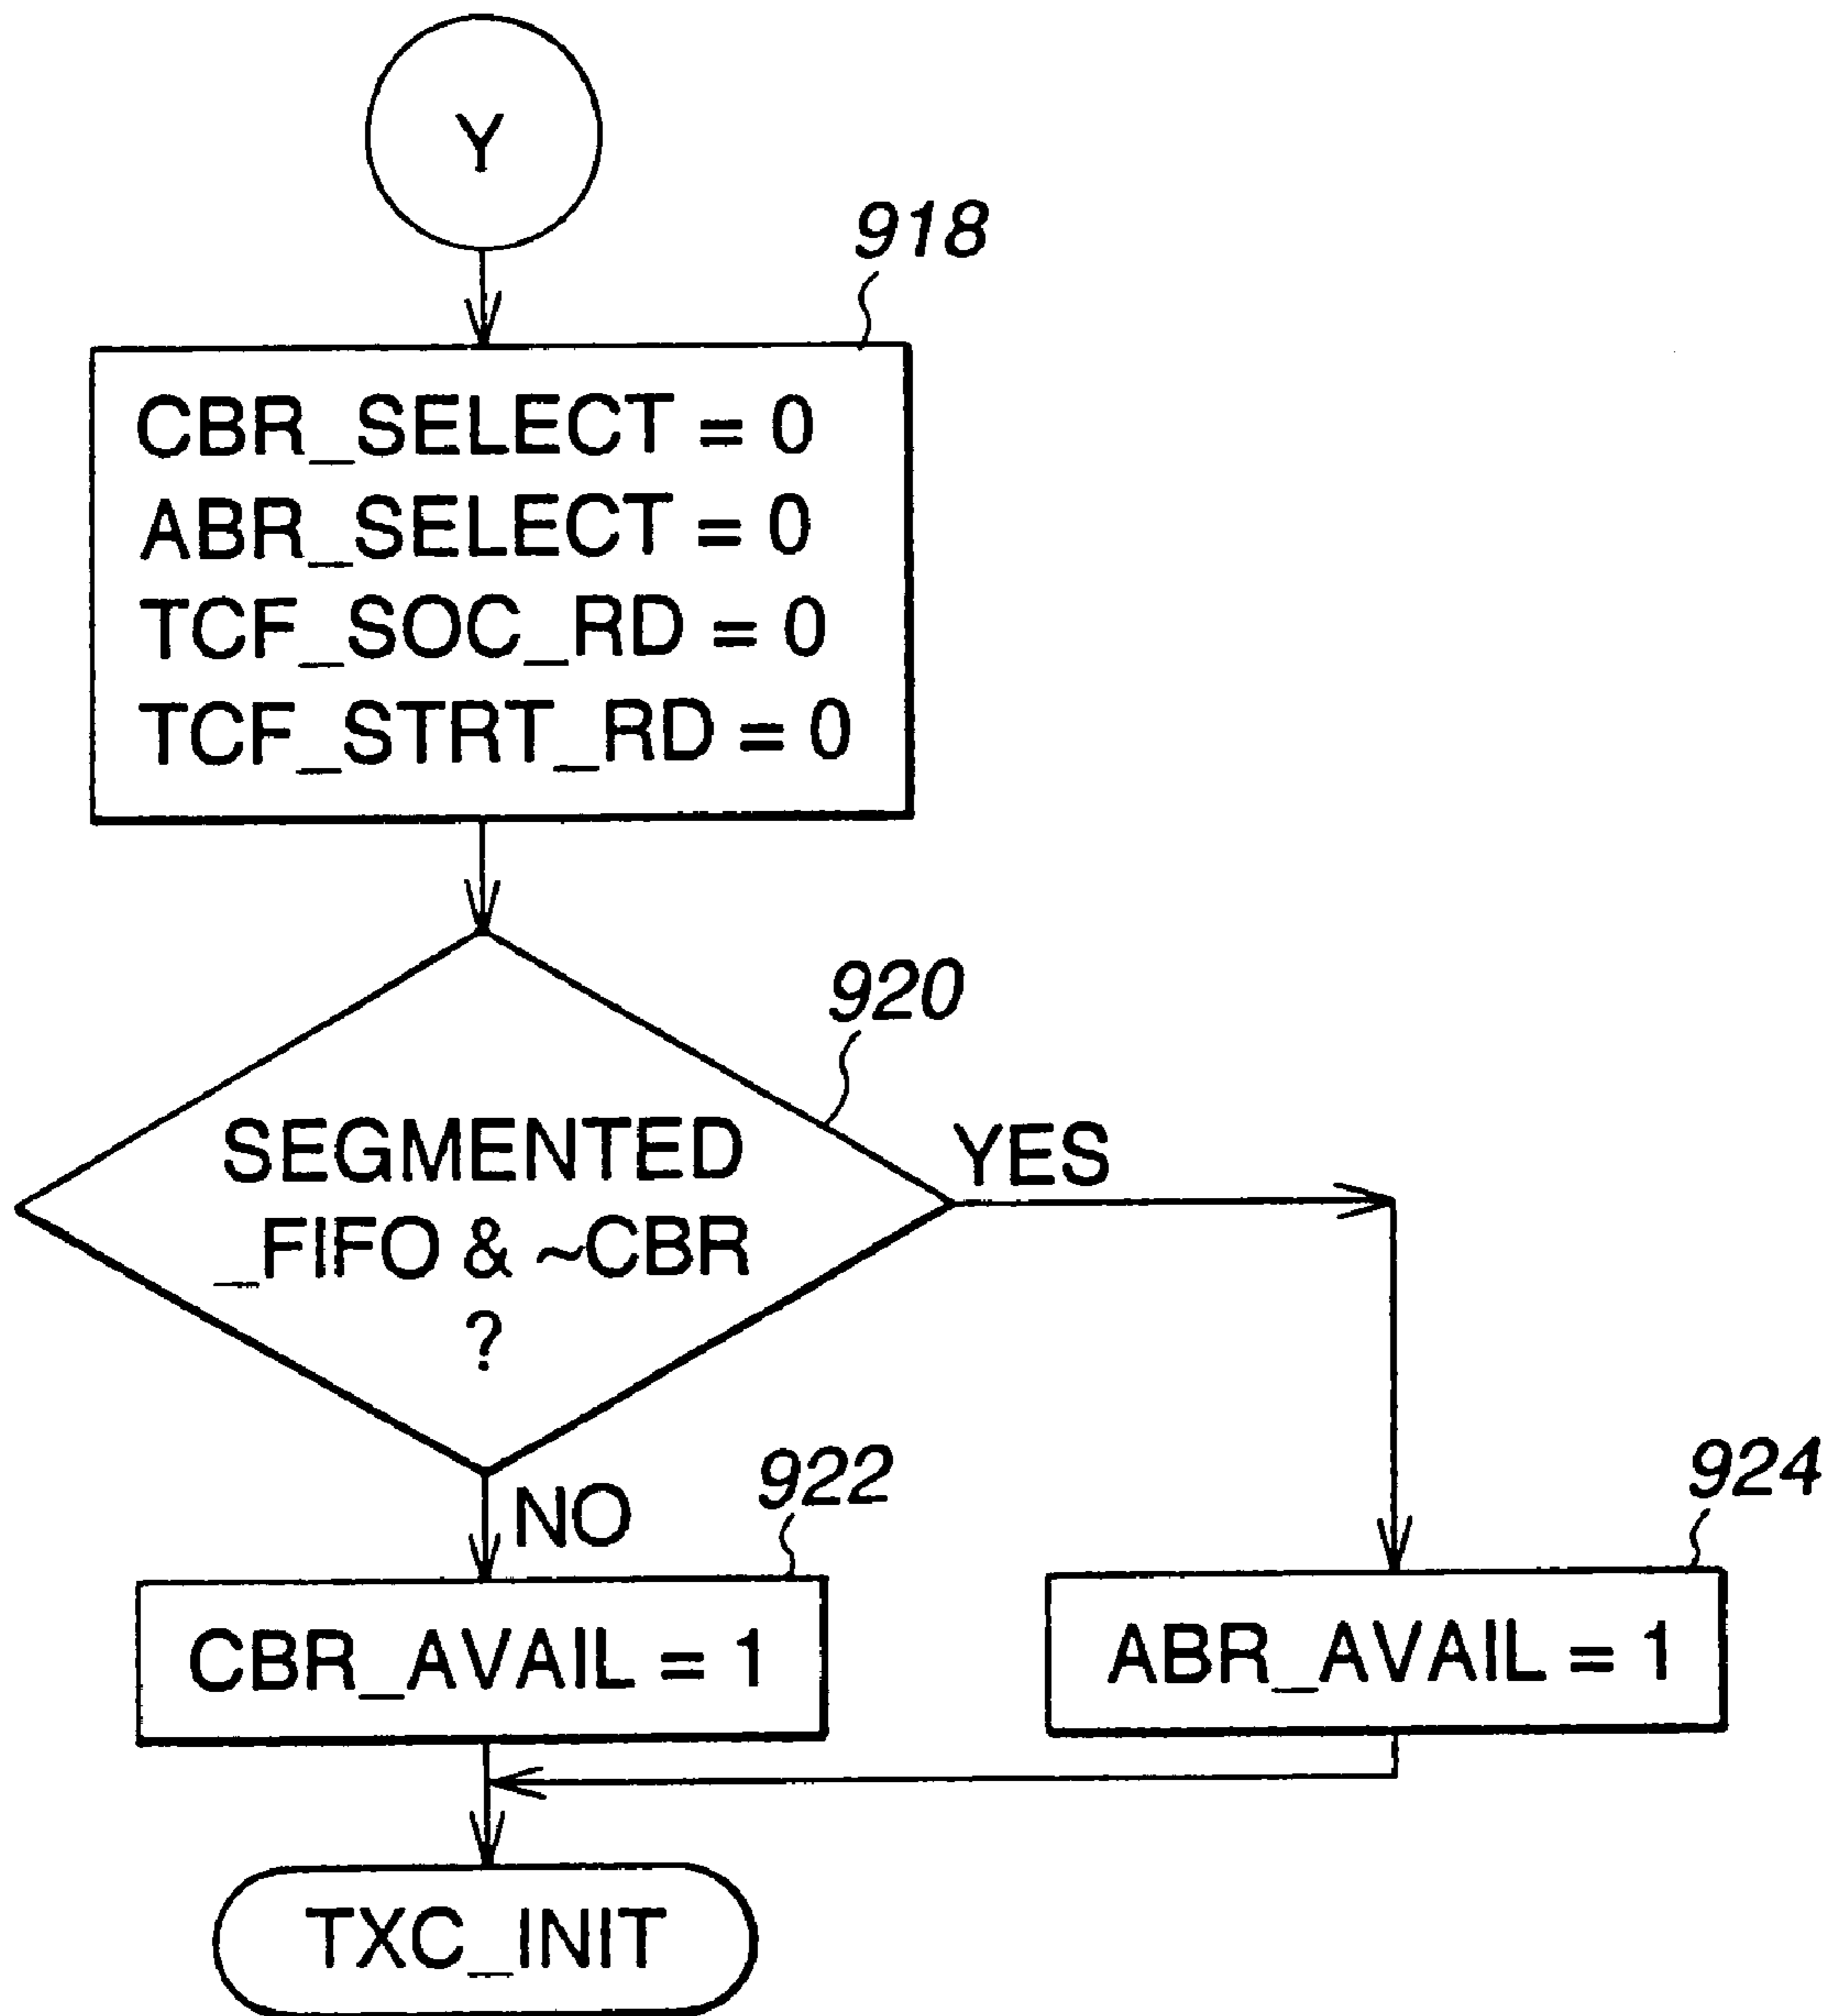 Y
918
CBR_SELECT = 0
ABR_SELECT = 0
TCF_SOC_RD = 0
TCF_STRT_RD = 0
920
SEGMENTED
_FIFO & ~CBR
?
YES
NO
922
924
CBR_AVAIL = 1
ABR_AVAIL = 1
TXC_INIT